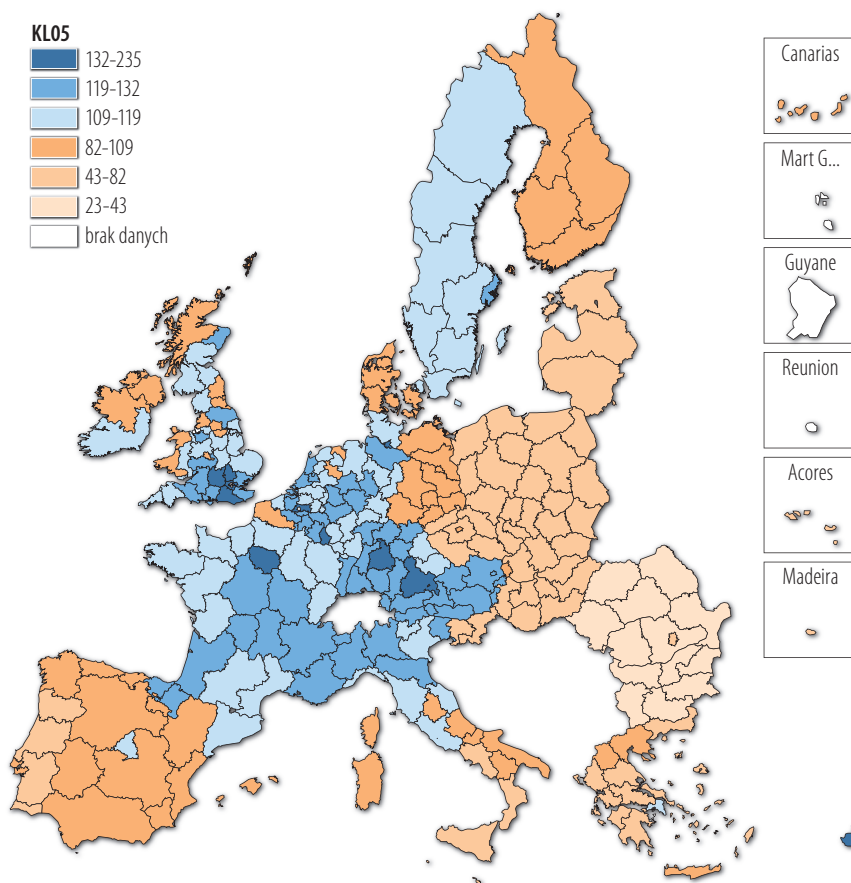 KL05
132-235
119-132
109-119
82-109
43-82
23-43
brak danych
Canarias
Mart G...
Guyane
Reunion
Acores
Madeira